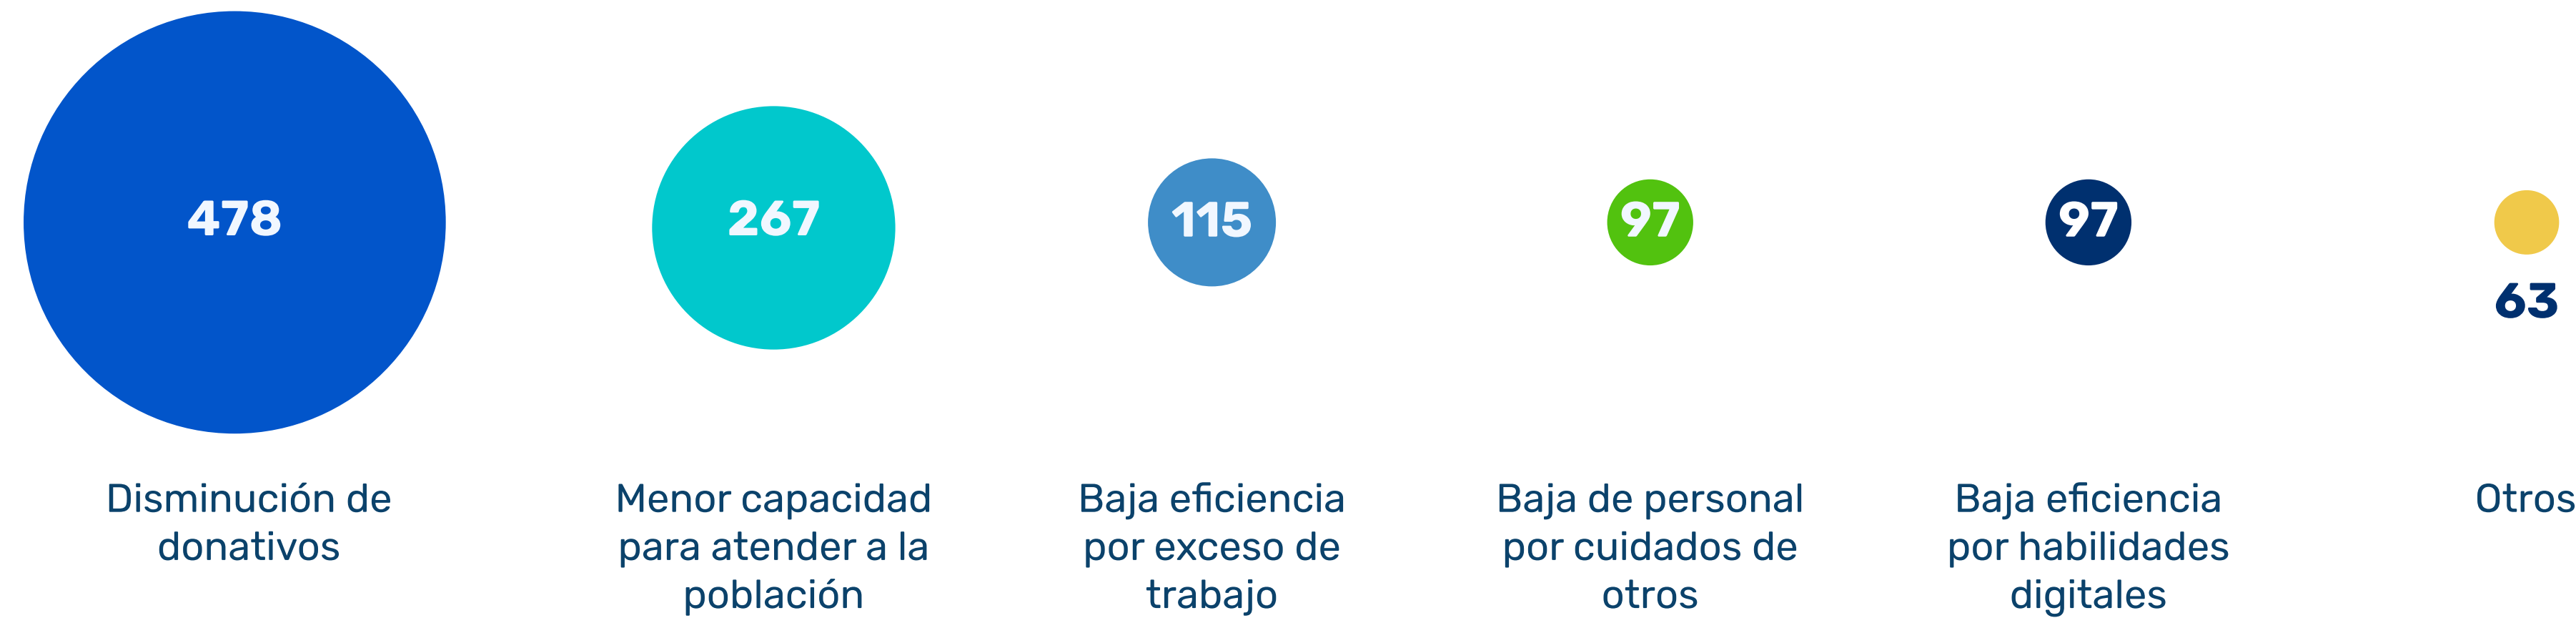 478
267
115
97
97
63
Disminución de
donativos
Menor capacidad
para atender a la
población
Baja eficiencia
por exceso de
trabajo
Baja de personal
por cuidados de
otros
Baja eficiencia
por habilidades
digitales
Otros